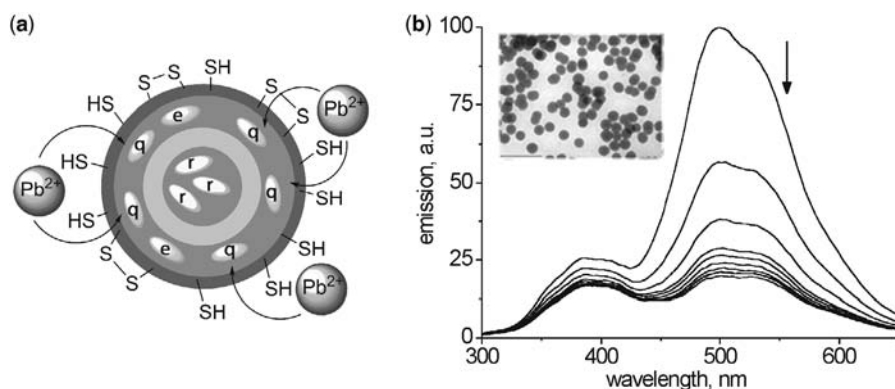 (a)
SH
S
S
HS
S
S
Pb2+
e
q
q
SH
HS
r
r
r
Pb2+
q
SH
HS
q
e
q
SH
S
S
SH
SH
Pb2+
(b)
100
75
50
25
0
emission, a.u.
300
400
500
600
wavelength, nm